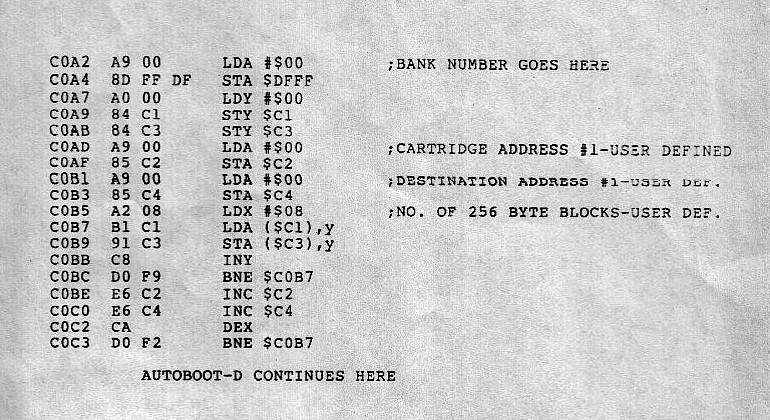 C0A2 A9 00 LDA #$00 ;BANK NUMBER GOES HERE
C0A4 8D FF DF STA $DFFF
C0A7 A0 00 LDY #$00
C0A9 84 C1 STY $C1
C0AB 84 C3 STY $C3
C0AD A9 00 LDA #$00 ;CARTRIDGE ADDRESS #1-USER DEFINED
C0AF 85 C2 STA $C2
C0B1 A9 00 LDA #$00 ;DESTINATION ADDRESS #1-USER DEF.
C0B3 85 C4 STA $C4
C0B5 A2 08 LDX #$08 ;NO. OF 256 BYTE BLOCKS-USER DEF.
C0B7 B1 C1 LDA ($C1),y
C0B9 91 C3 STA ($C3),y
C0BB C8 INY
C0BC D0 F9 BNE $C0B7
C0BE E6 C2 INC $C2
C0C0 E6 C4 INC $C4
C0C2 CA DEX
C0C3 D0 F2 BNE $C0B7
AUTOBOOT-D CONTINUES HERE